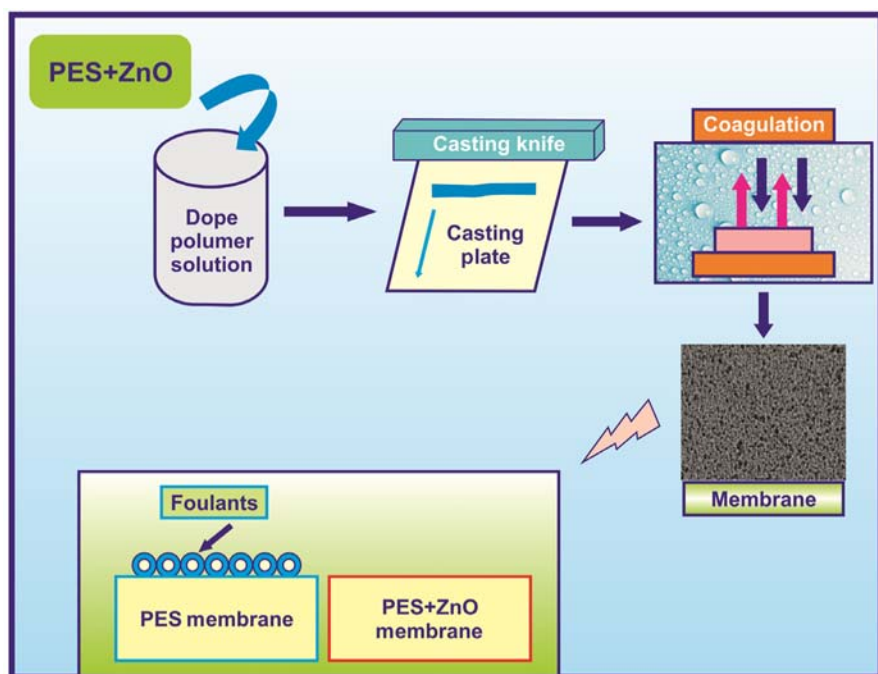 PES+ZnO
Dope
polumer
solution
Casting knife
Casting
plate
Coagulation
Membrane
Foulants
PES membrane
PES+ZnO
membrane